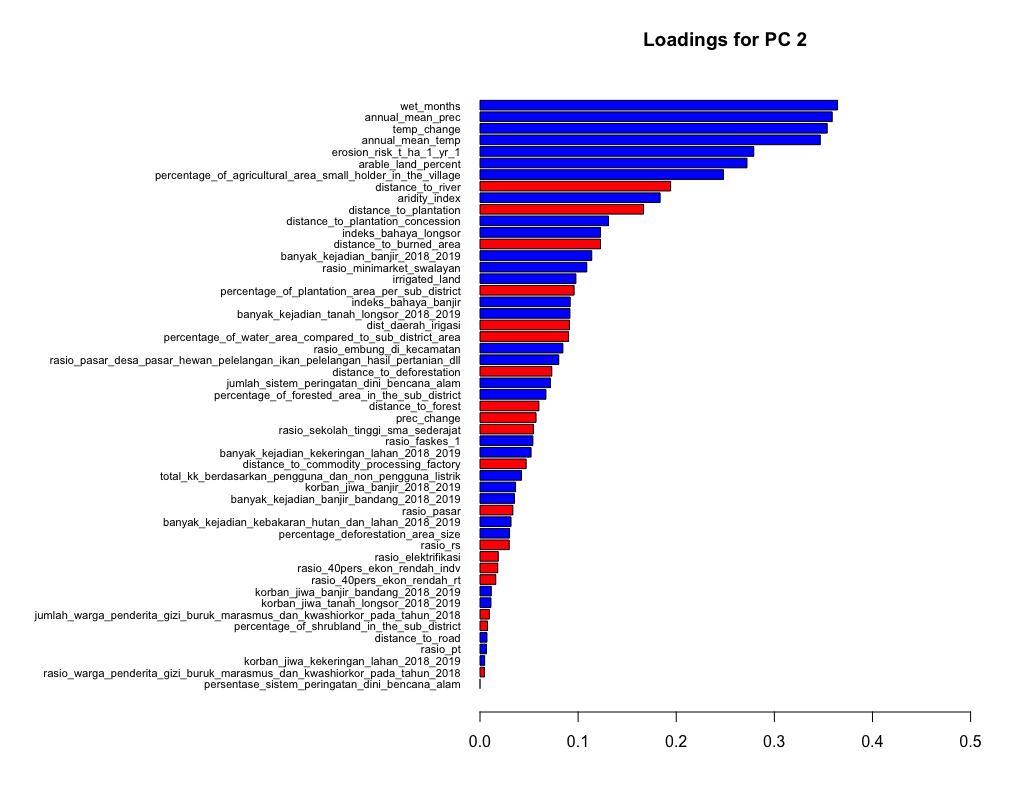 Loadings for PC 2
wet_months
annual_mean_prec
temp_change
annual_mean_temp
erosion_risk_t_ha_1_yr_1
arable_land_percent
percentage_of_agricultural_area_small_holder_in_the_village
distance_to_river
aridity_index
distance_to_plantation
distance_to_plantation_concession
indeks_bahaya_longsor
distance_to_burned_area
banyak_kejadian_banjir_2018_2019
rasio_minimarket_swalayan
irrigated_land
percentage_of_plantation_area_per_sub_district
indeks_bahaya_banjir
banyak_kejadian_tanah_longsor_2018_2019
dist_daerah_irigasi
percentage_of_water_area_compared_to_sub_district_area
rasio_embung_di_kecamatan
rasio_pasar_desa_pasar_hewan_pelelangan_ikan_pelelangan_hasil_pertanian_dll
distance_to_deforestation
jumlah_sistem_peringatan_dini_bencana_alam
percentage_of_forested_area_in_the_sub_district
distance_to_forest
prec_change
rasio_sekolah_tinggi_sma_sederajat
rasio_faskes_1
banyak_kejadian_kekeringan_lahan_2018_2019
distance_to_commodity_processing_factory
total_kk_berdasarkan_pengguna_dan_non_pengguna_listrik
korban_jiwa_banjir_2018_2019
banyak_kejadian_banjir_bandang_2018_2019
rasio_pasar
banyak_kejadian_kebakaran_hutan_dan_lahan_2018_2019
percentage_deforestation_area_size
rasio_rs
rasio_elektrifikasi
rasio_40pers_ekon_rendah_indv
rasio_40pers_ekon_rendah_rt
korban_jiwa_banjir_bandang_2018_2019
korban_jiwa_tanah_longsor_2018_2019
jumlah_warga_penderita_gizi_buruk_marasmus_dan_kwashiorkor_pada_tahun_2018
percentage_of_shrubland_in_the_sub_district
distance_to_road
rasio_pt
korban_jiwa_kekeringan_lahan_2018_2019
rasio_warga_penderita_gizi_buruk_marasmus_dan_kwashiorkor_pada_tahun_2018
persentase_sistem_peringatan_dini_bencana_alam
0.0 0.1 0.2 0.3 0.4 0.5